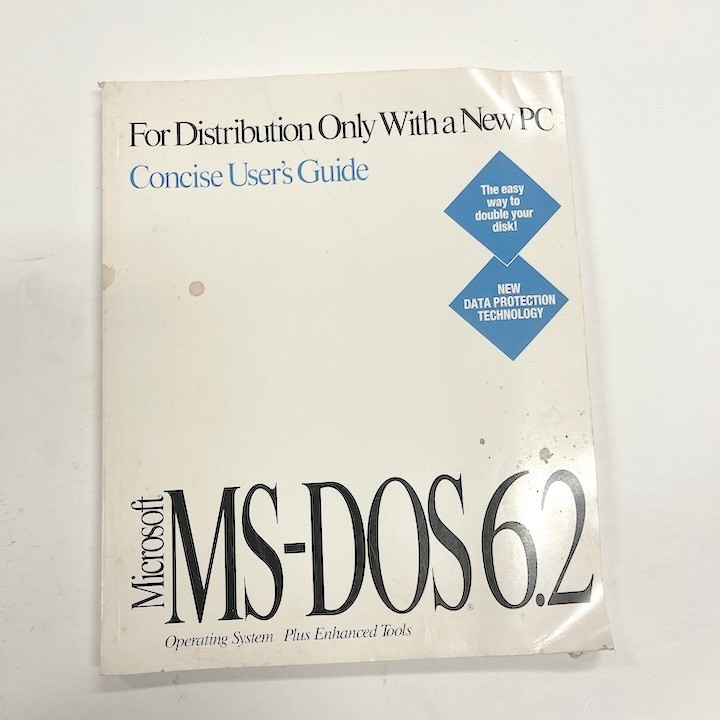 For Distribution Only With a New PC
Concise User's Guide
The easy
way to
double your
disk!
NEW
DATA PROTECTION
TECHNOLOGY
Microsoft
MS-DOS® 6.2
Operating System Plus Enhanced Tools